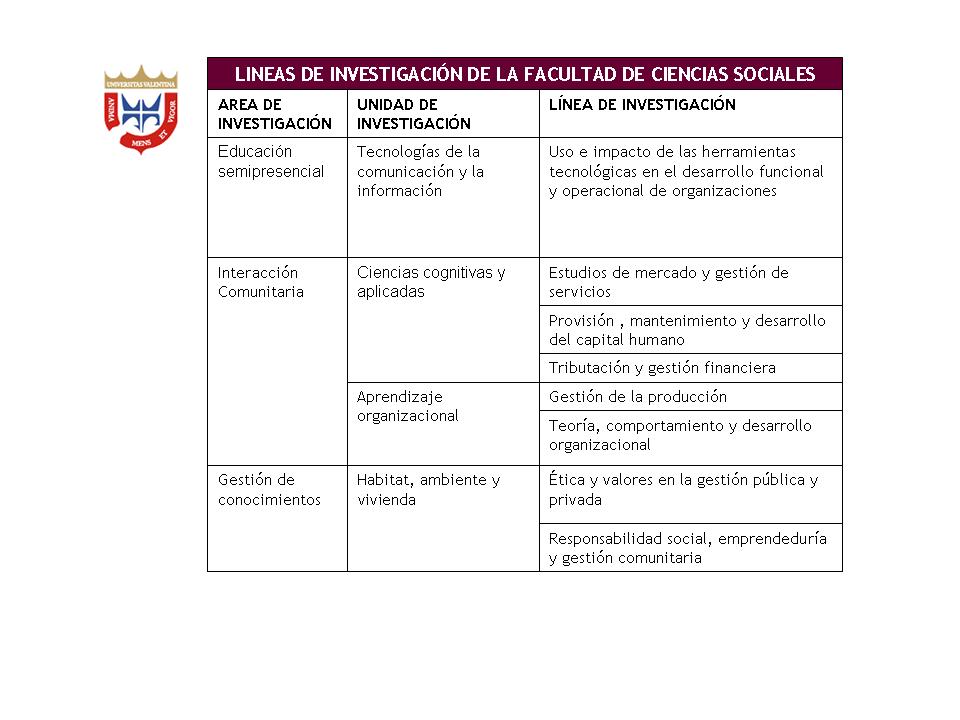 LINEAS DE INVESTIGACIÓN DE LA FACULTAD DE CIENCIAS SOCIALES
UNIVERSITAS VALENTINA
ANIMA
MENS ET VIGOR
AREA DE
INVESTIGACIÓN
UNIDAD DE
INVESTIGACIÓN
LÍNEA DE INVESTIGACIÓN
Educación
semipresencial
Tecnologías de la
comunicación y la
información
Uso e impacto de las herramientas
tecnológicas en el desarrollo funcional
y operacional de organizaciones
Interacción
Comunitaria
Ciencias cognitivas y
aplicadas
Estudios de mercado y gestión de
servicios
Provisión , mantenimiento y desarrollo
del capital humano
Tributación y gestión financiera
Aprendizaje
organizacional
Gestión de la producción
Teoría, comportamiento y desarrollo
organizacional
Gestión de
conocimientos
Habitat, ambiente y
vivienda
Ética y valores en la gestión pública y
privada
Responsabilidad social, emprendeduría
y gestión comunitaria